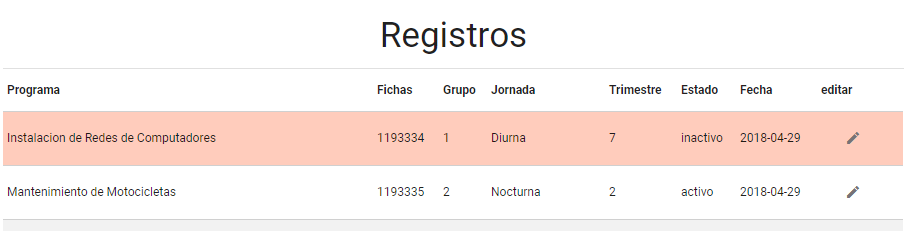 Registros
Programa Fichas Grupo Jornada Trimestre Estado Fecha editar
Instalacion de Redes de Computadores 1193334 1 Diurna 7 inactivo 2018-04-29
Mantenimiento de Motocicletas 1193335 2 Nocturna 2 activo 2018-04-29